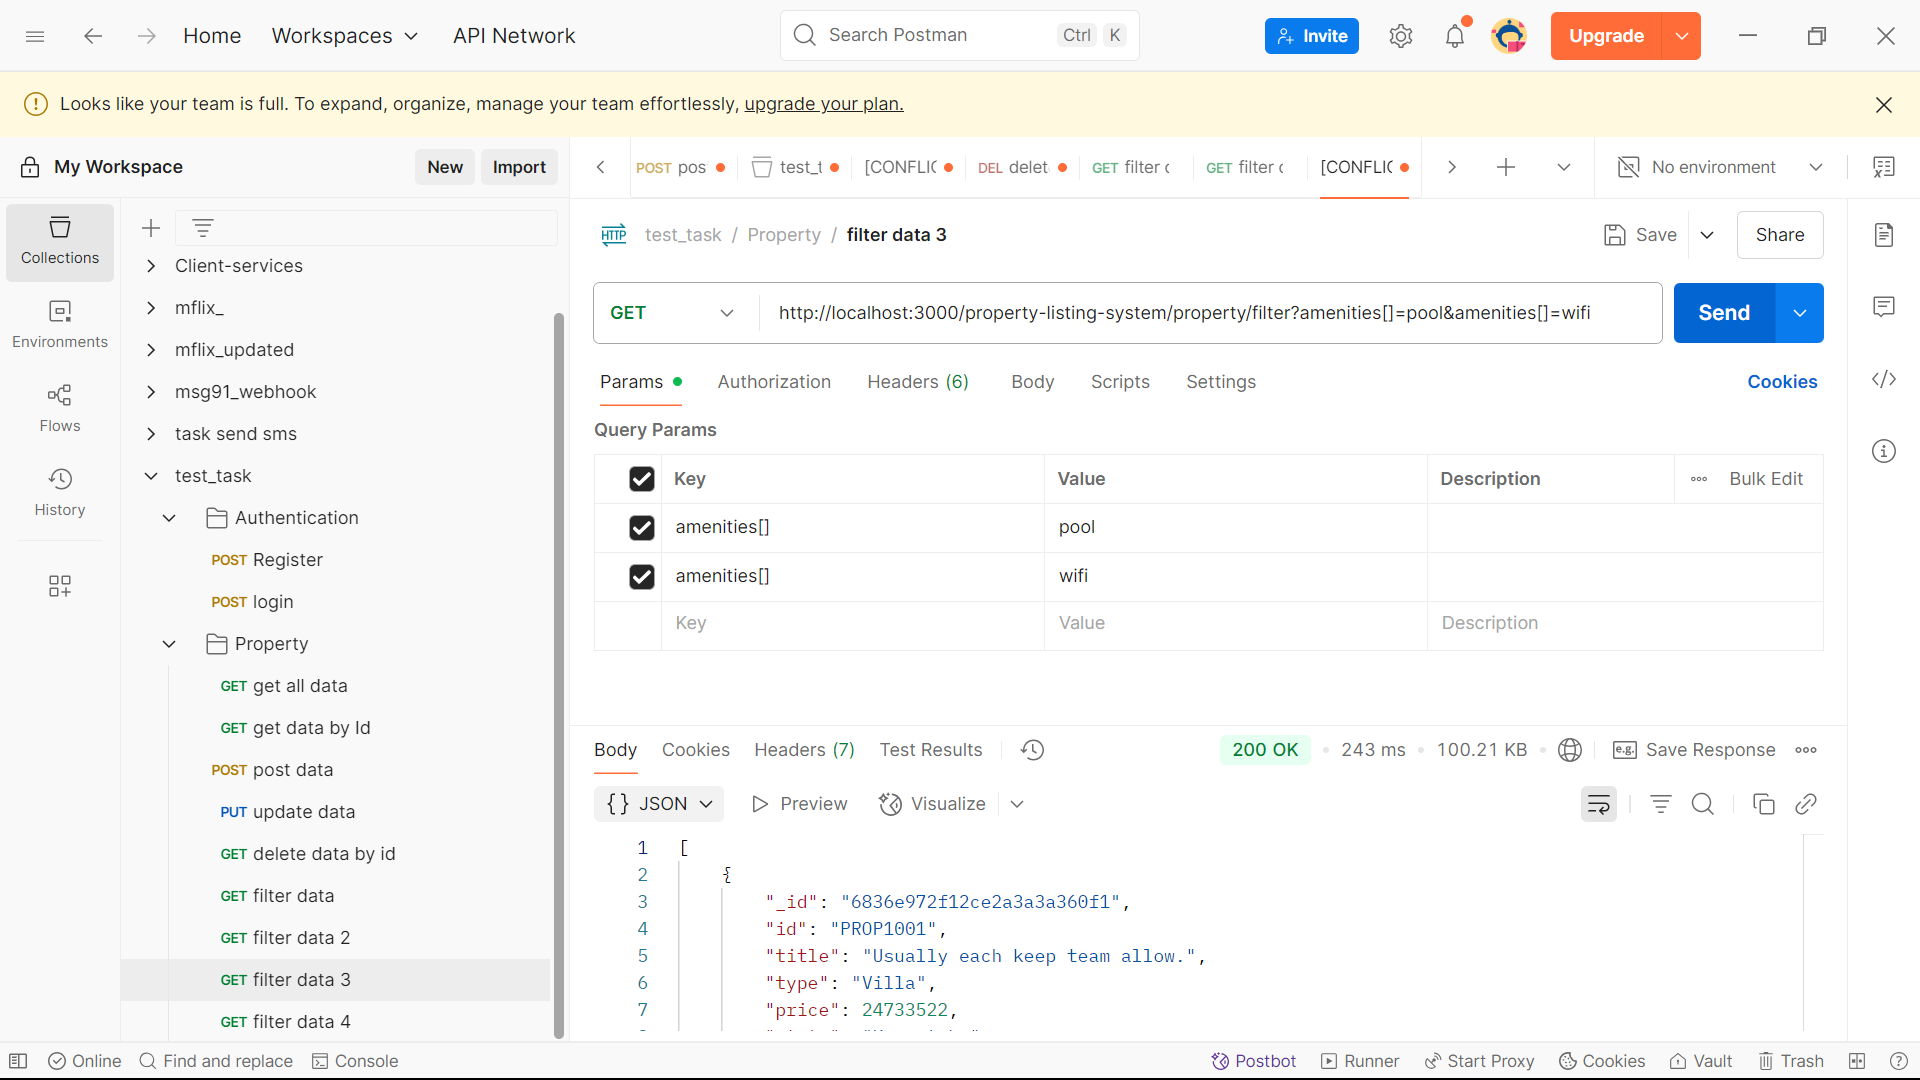 Home Workspaces API Network Search Postman Ctrl K Invite Upgrade
Looks like your team is full. To expand, organize, manage your team effortlessly, upgrade your plan.
My Workspace New Import
POST pos test_t [CONFLIC DEL delet GET filter GET filter [CONFLIC No environment
Collections
Environments
Flows
History
Client-services
mflix_
mflix_updated
msg91_webhook
task send sms
test_task
Authentication
POST Register
POST login
Property
GET get all data
GET get data by Id
POST post data
PUT update data
GET delete data by id
GET filter data
GET filter data 2
GET filter data 3
GET filter data 4
HTTP test_task / Property / filter data 3 Save Share
GET http://localhost:3000/property-listing-system/property/filter?amenities[]=pool&amenities[]=wifi Send
Params Authorization Headers (6) Body Scripts Settings Cookies
Query Params
Key Value Description Bulk Edit
amenities[] pool
amenities[] wifi
Key Value Description
Body Cookies Headers (7) Test Results 200 OK 243 ms 100.21 KB e.g. Save Response
{} JSON Preview Visualize
1 [
2 {
3 "_id": "6836e972f12ce2a3a3a360f1",
4 "id": "PROP1001",
5 "title": "Usually each keep team allow.",
6 "type": "Villa",
7 "price": 24733522,
Online Find and replace Console Postbot Runner Start Proxy Cookies Vault Trash